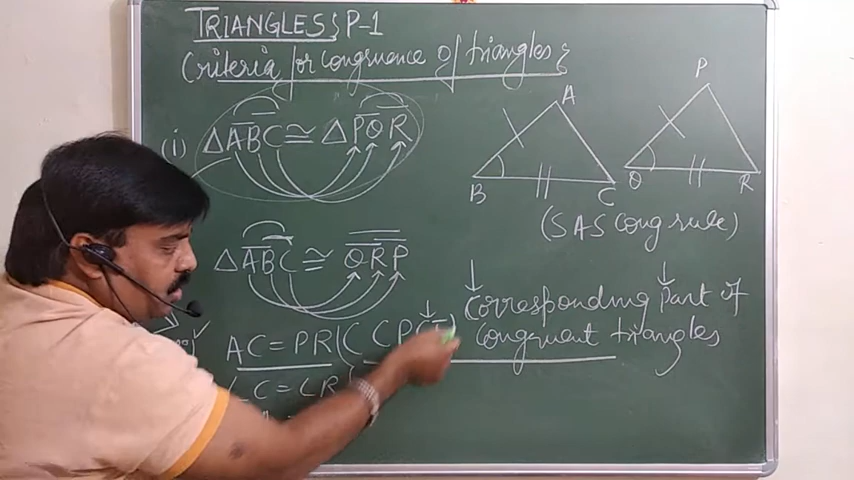 TRIANGLES} P-1
Criteria for congruence of triangles}
(i) △ABC ≅ △PQR
△ABC ≅ QRP
AC = PR (CPCT)
∠C = ∠R
A
B
C
P
Q
R
(SAS cong rule)
Corresponding Part of
Congruent triangles